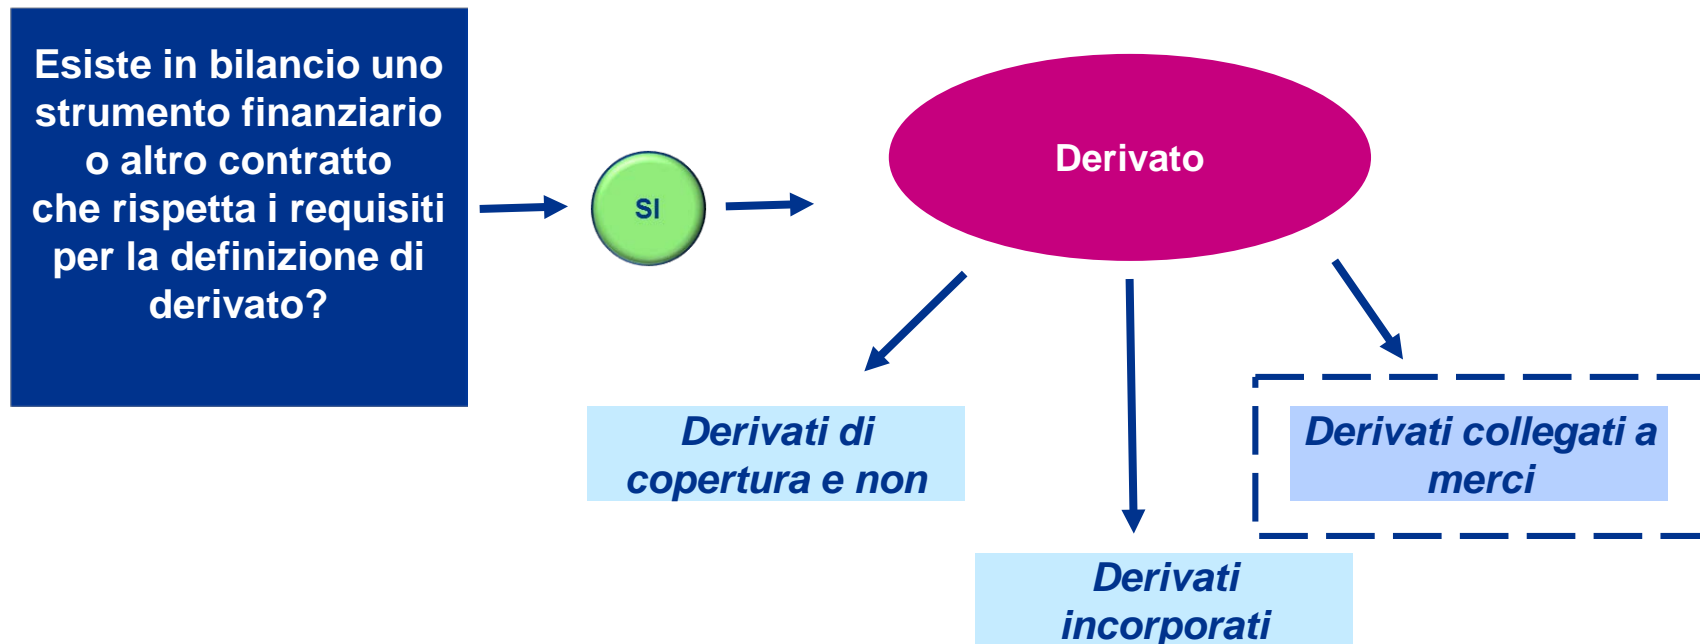 Esiste in bilancio uno
strumento finanziario
o altro contratto
che rispetta i requisiti
per la definizione di
derivato?
SI
Derivato
Derivati di
copertura e non
Derivati collegati a
merci
Derivati
incorporati